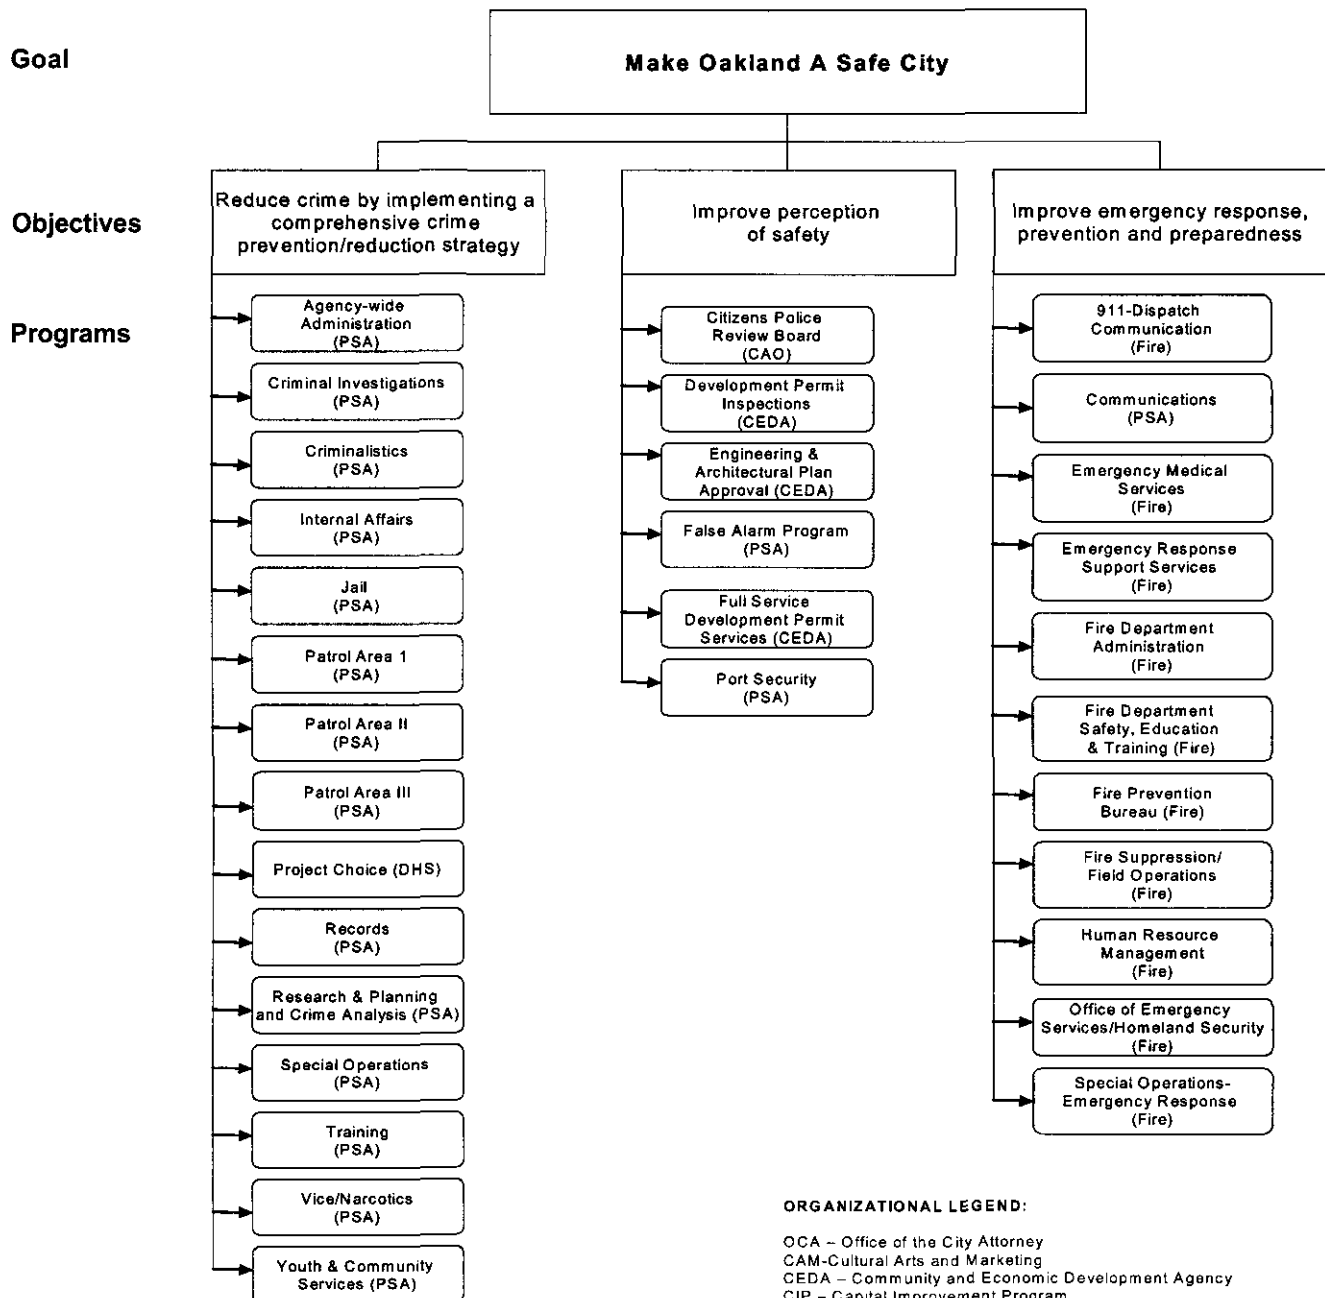 Goal
Make Oakland A Safe City
Objectives
Reduce crime by implementing a
comprehensive crime
prevention/reduction strategy
Improve perception
of safety
Improve emergency response,
prevention and preparedness
Programs
Agency-wide
Administration
(PSA)
Criminal Investigations
(PSA)
Criminalistics
(PSA)
Internal Affairs
(PSA)
Jail
(PSA)
Patrol Area 1
(PSA)
Patrol Area II
(PSA)
Patrol Area III
(PSA)
Project Choice (DHS)
Records
(PSA)
Research & Planning
and Crime Analysis (PSA)
Special Operations
(PSA)
Training
(PSA)
Vice/Narcotics
(PSA)
Youth & Community
Services (PSA)
Citizens Police
Review Board
(CAO)
Development Permit
Inspections
(CEDA)
Engineering &
Architectural Plan
Approval (CEDA)
False Alarm Program
(PSA)
Full Service
Development Permit
Services (CEDA)
Port Security
(PSA)
911-Dispatch
Communication
(Fire)
Communications
(PSA)
Emergency Medical
Services
(Fire)
Emergency Response
Support Services
(Fire)
Fire Department
Administration
(Fire)
Fire Department
Safety, Education
& Training (Fire)
Fire Prevention
Bureau (Fire)
Fire Suppression/
Field Operations
(Fire)
Human Resource
Management
(Fire)
Office of Emergency
Services/Homeland Security
(Fire)
Special Operations-
Emergency Response
(Fire)
ORGANIZATIONAL LEGEND:
OCA – Office of the City Attorney
CAM-Cultural Arts and Marketing
CEDA – Community and Economic Development Agency
CIP – Capital Improvement Program